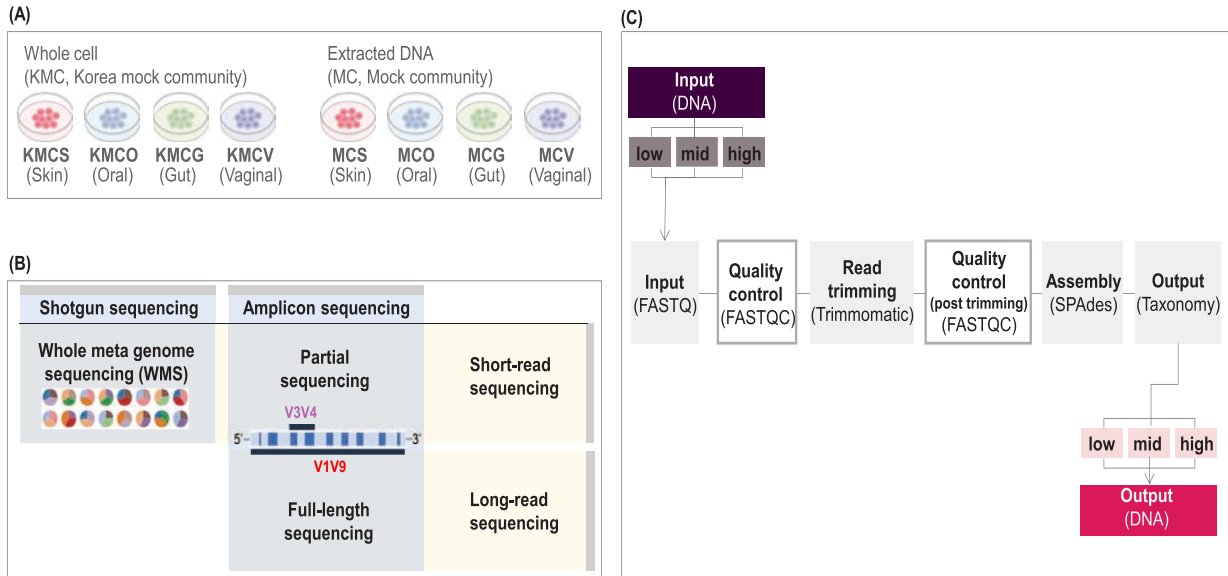 (A)
Whole cell
(KMC, Korea mock community)
Extracted DNA
(MC, Mock community)
KMCS
(Skin)
KMCO
(Oral)
KMCG
(Gut)
KMCV
(Vaginal)
MCS
(Skin)
MCO
(Oral)
MCG
(Gut)
MCV
(Vaginal)
(B)
Shotgun sequencing
Amplicon sequencing
Whole meta genome
sequencing (WMS)
Partial
sequencing
Short-read
sequencing
V3V4
5'
3'
V1V9
Full-length
sequencing
Long-read
sequencing
(C)
Input
(DNA)
low
mid
high
Input
(FASTQ)
Quality
control
(FASTQC)
Read
trimming
(Trimmomatic)
Quality
control
(post trimming)
(FASTQC)
Assembly
(SPAdes)
Output
(Taxonomy)
low
mid
high
Output
(DNA)